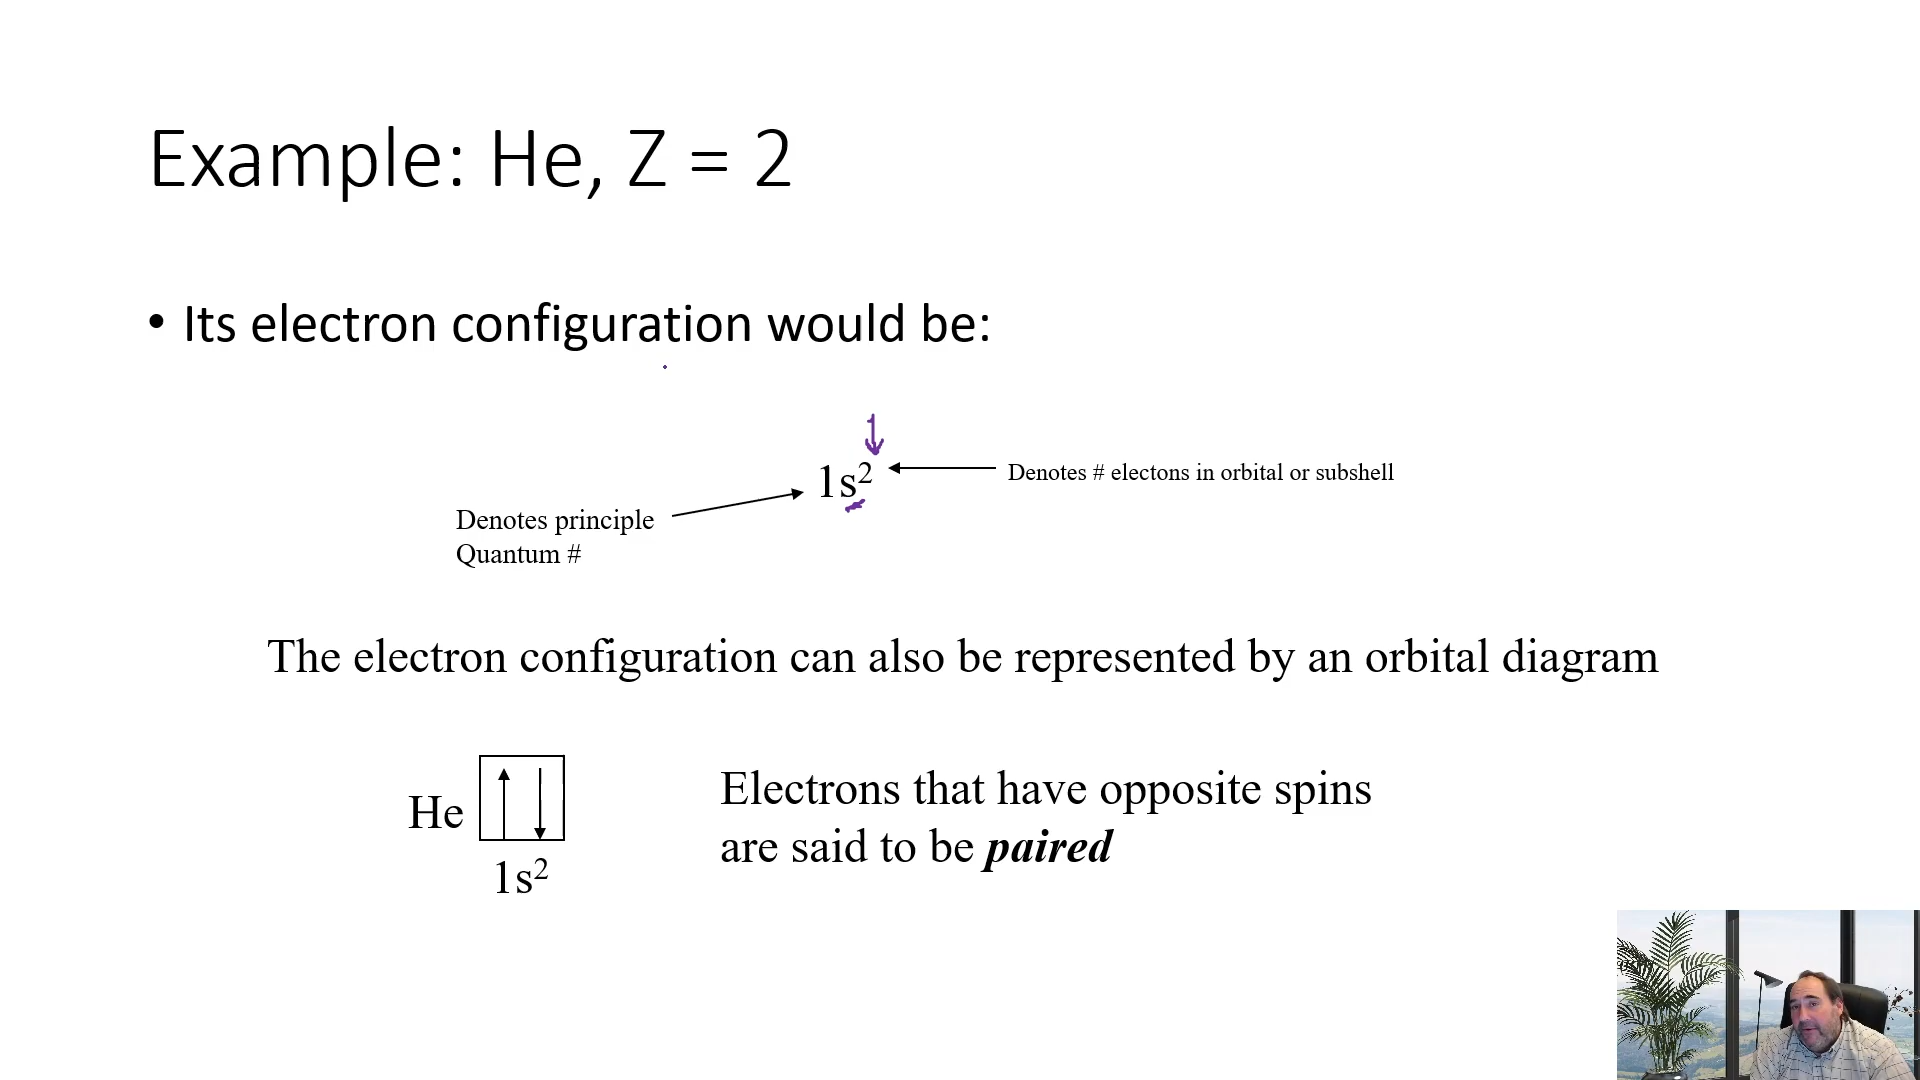 Example: He, Z = 2
• Its electron configuration would be:
1s²
Denotes # electons in orbital or subshell
Denotes principle
Quantum #
The electron configuration can also be represented by an orbital diagram
He
1s²
Electrons that have opposite spins
are said to be paired